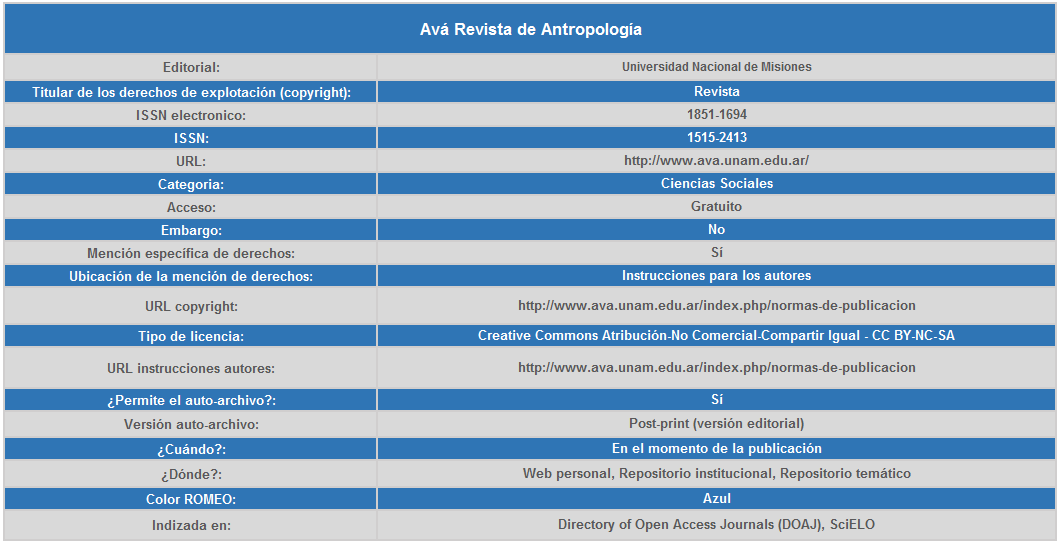 Avá Revista de Antropología
Editorial: Universidad Nacional de Misiones
Titular de los derechos de explotación (copyright): Revista
ISSN electronico: 1851-1694
ISSN: 1515-2413
URL: http://www.ava.unam.edu.ar/
Categoria: Ciencias Sociales
Acceso: Gratuito
Embargo: No
Mención específica de derechos: Sí
Ubicación de la mención de derechos: Instrucciones para los autores
URL copyright: http://www.ava.unam.edu.ar/index.php/normas-de-publicacion
Tipo de licencia: Creative Commons Atribución-No Comercial-Compartir Igual - CC BY-NC-SA
URL instrucciones autores: http://www.ava.unam.edu.ar/index.php/normas-de-publicacion
¿Permite el auto-archivo?: Sí
Versión auto-archivo: Post-print (versión editorial)
¿Cuándo?: En el momento de la publicación
¿Dónde?: Web personal, Repositorio institucional, Repositorio temático
Color ROMEO: Azul
Indizada en: Directory of Open Access Journals (DOAJ), SciELO